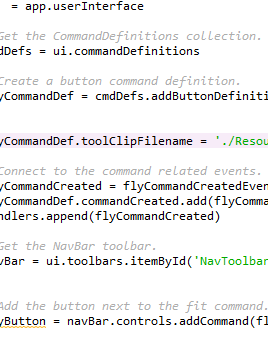 = app.userInterface
Get the CommandDefinitions collection.
dDefs = ui.commandDefinitions
Create a button command definition.
yCommandDef = cmdDefs.addButtonDefiniti
yCommandDef.toolClipFilename = './Resou
Connect to the command related events.
yCommandCreated = flyCommandCreatedEven
yCommandDef.commandCreated.add(flyComma
ndlers.append(flyCommandCreated)
Get the NavBar toolbar.
vBar = ui.toolbars.itemById('NavToolbar
Add the button next to the fit command.
yButton = navBar.controls.addCommand(fl